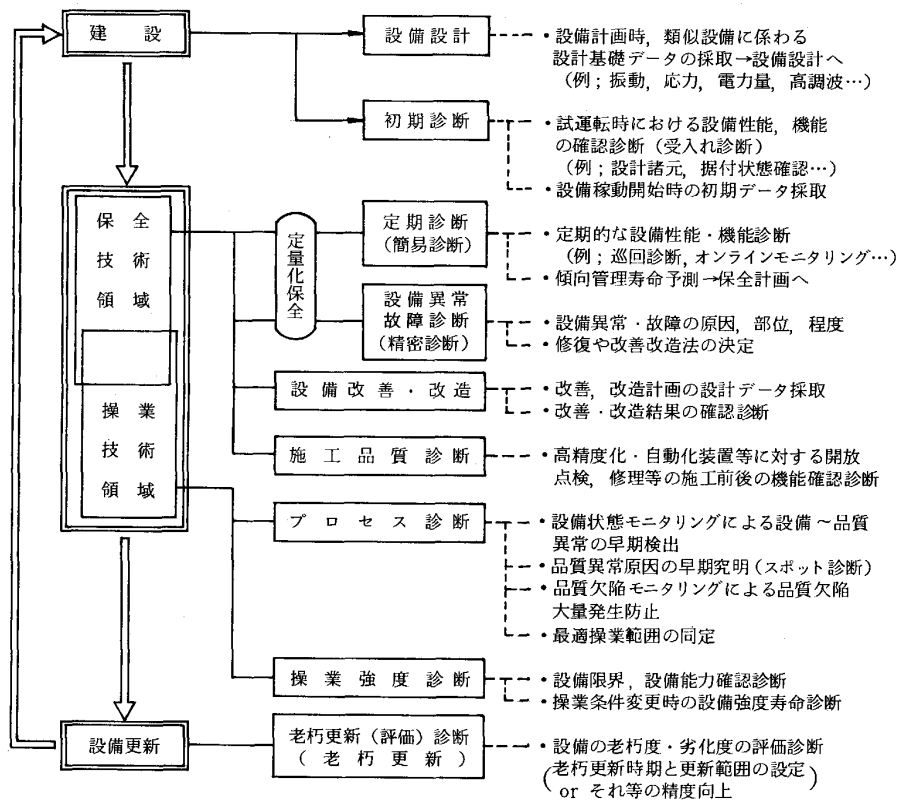 建設
設備設計
・設備計画時, 類似設備に係わる
設計基礎データの採取→設備設計へ
(例；振動, 応力, 電力量, 高調波…)
初期診断
・試運転時における設備性能, 機能
の確認診断（受入れ診断）
(例；設計諸元, 据付状態確認…)
・設備稼動開始時の初期データ採取
保全
技術
領域
定量化保全
定期診断
(簡易診断)
・定期的な設備性能・機能診断
(例；巡回診断, オンラインモニタリング…)
・傾向管理寿命予測→保全計画へ
設備異常
故障診断
(精密診断)
・設備異常・故障の原因, 部位, 程度
・修復や改善改造法の決定
設備改善・改造
・改善, 改造計画の設計データ採取
・改善・改造結果の確認診断
操業
技術
領域
施工品質診断
・高精度化・自動化装置等に対する開放
点検, 修理等の施工前後の機能確認診断
プロセス診断
・設備状態モニタリングによる設備～品質
異常の早期検出
・品質異常原因の早期究明(スポット診断)
・品質欠陥モニタリングによる品質欠陥
大量発生防止
・最適操業範囲の同定
操業強度診断
・設備限界, 設備能力確認診断
・操業条件変更時の設備強度寿命診断
設備更新
老朽更新(評価)診断
(老朽更新)
・設備の老朽度・劣化度の評価診断
(老朽更新時期と更新範囲の設定
or それ等の精度向上)